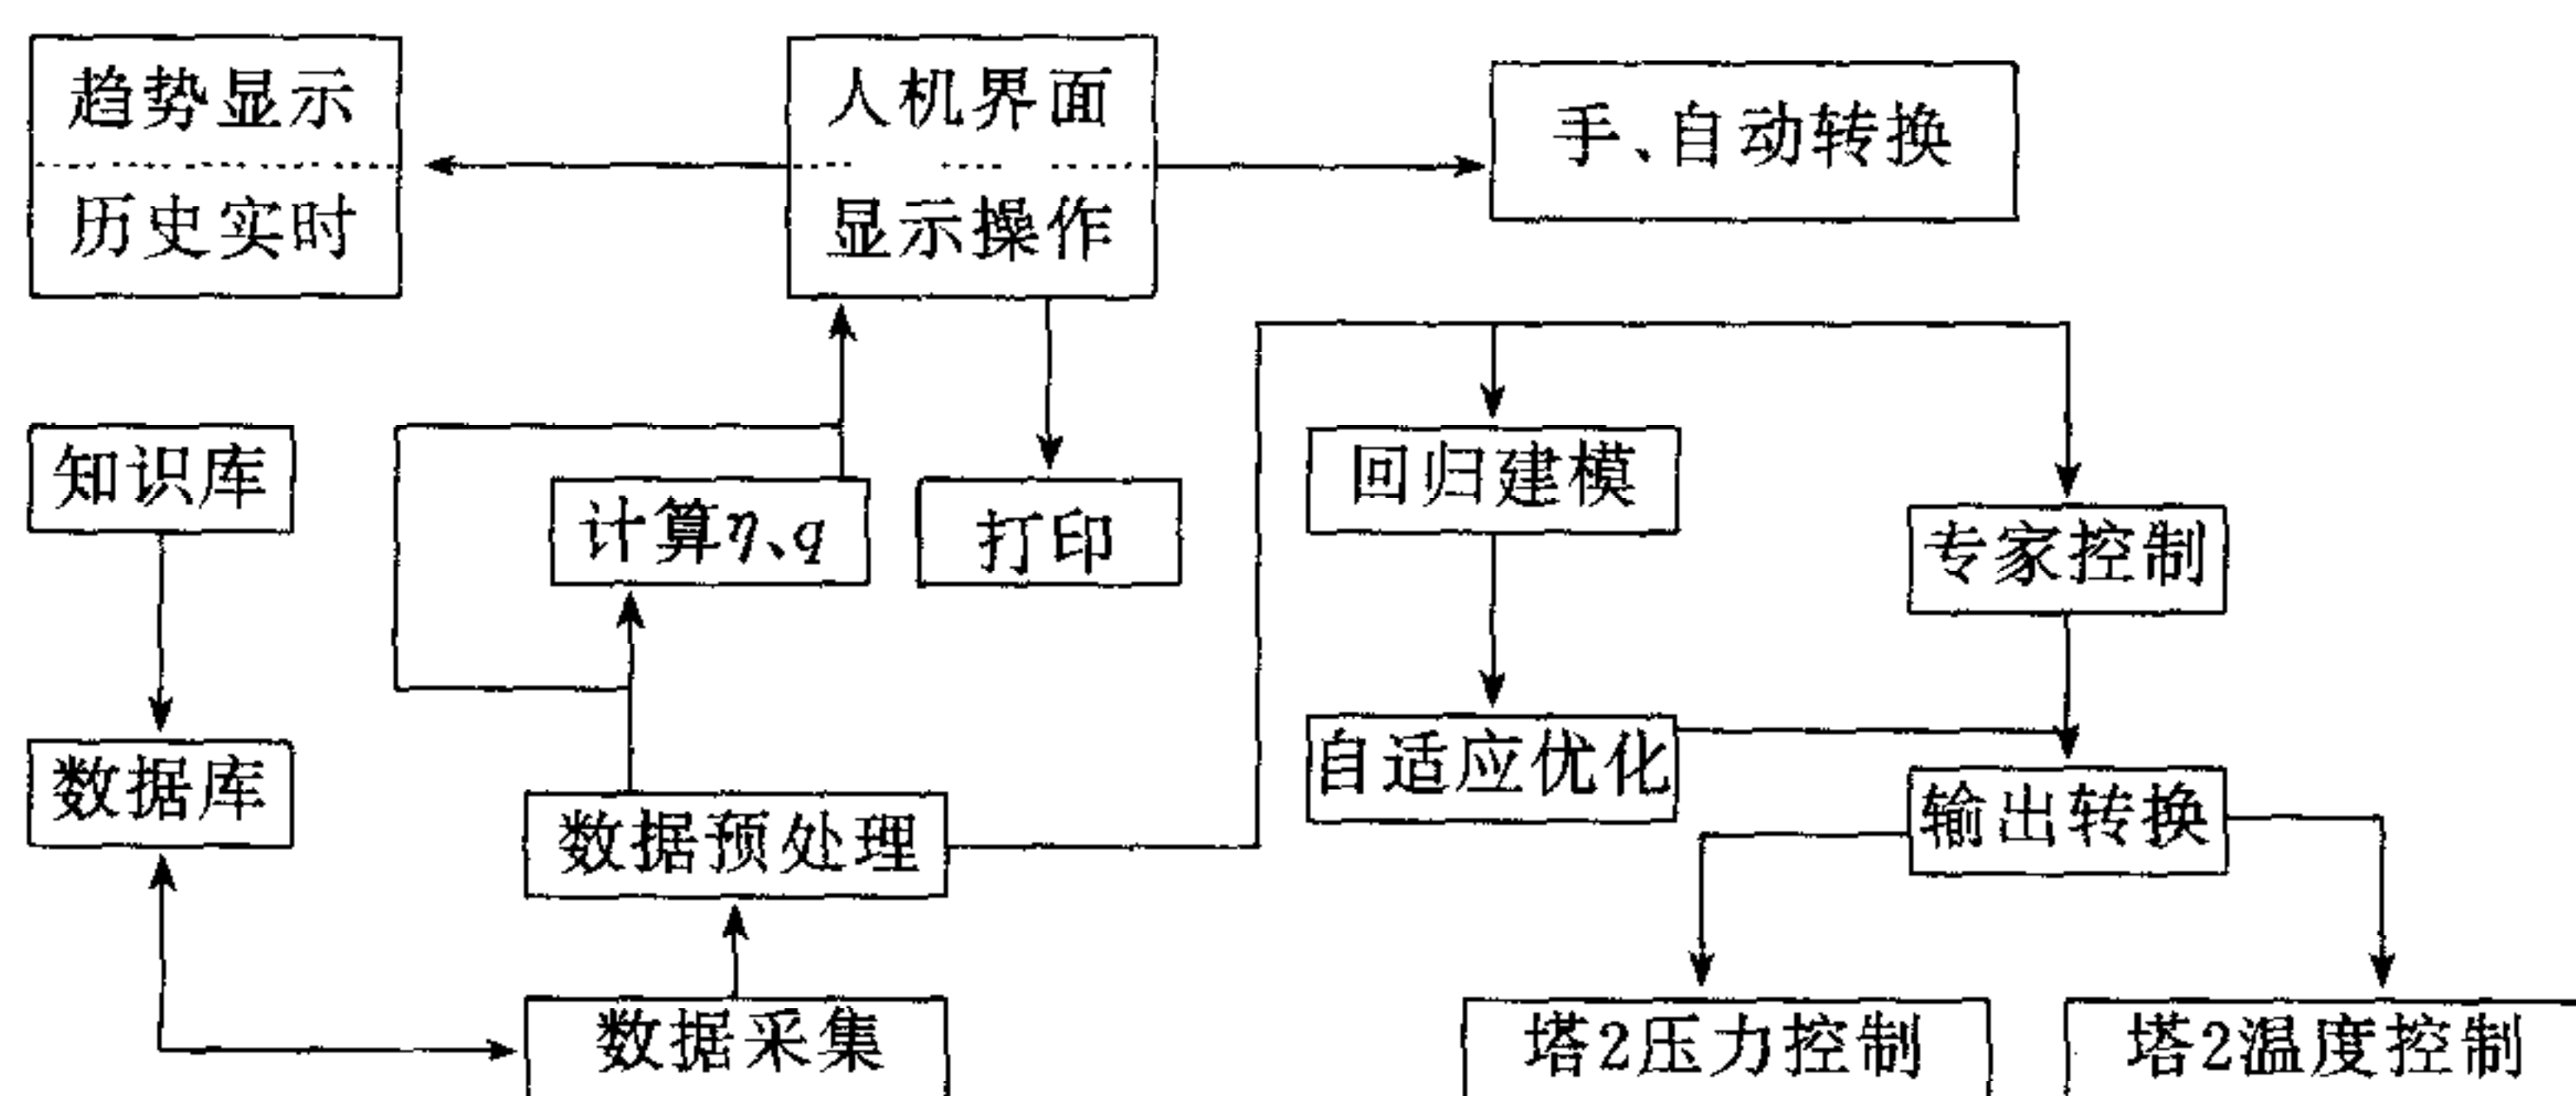 趋势显示
历史实时
人机界面
显示操作
手、自动转换
知识库
计算η、q
打印
回归建模
专家控制
数据库
数据预处理
自适应优化
输出转换
数据采集
塔2压力控制
塔2温度控制